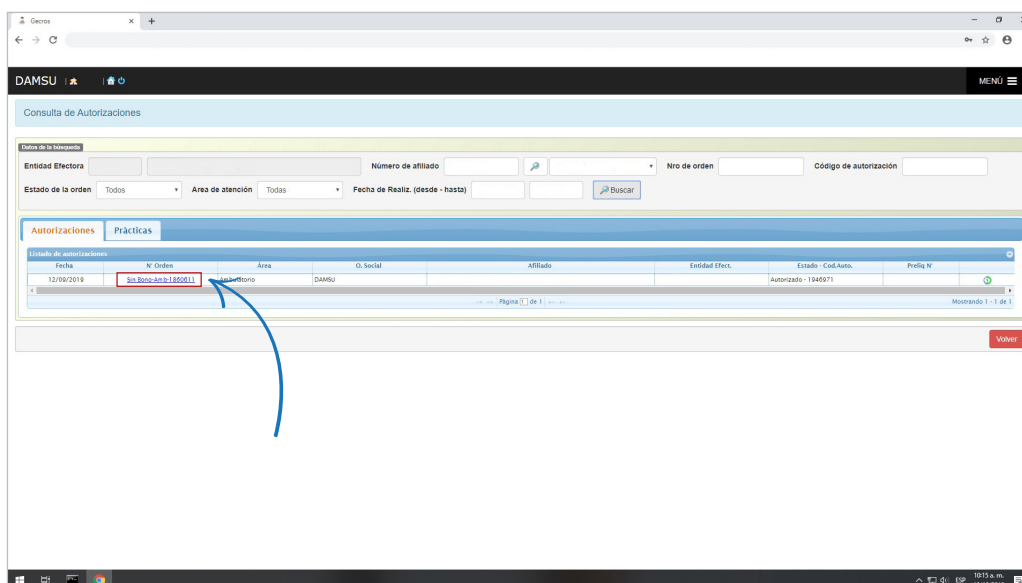 Gecros
DAMSU
MENÚ
Consulta de Autorizaciones
Datos de la búsqueda
Entidad Efectora Número de afiliado Nro de orden Código de autorización
Estado de la orden Todos Area de atención Todas Fecha de Realiz. (desde - hasta) Buscar
Autorizaciones Prácticas
Listado de autorizaciones
Fecha N° Orden Área O. Social Afiliado Entidad Efect. Estado - Cod.Auto. Preliq N°
12/09/2019 Sin Bono-Amb-1860611 Ambulatorio DAMSU Autorizado - 1946971
Página 1 de 1 Mostrando 1 - 1 de 1
Volver
ESP 10:15 a. m.